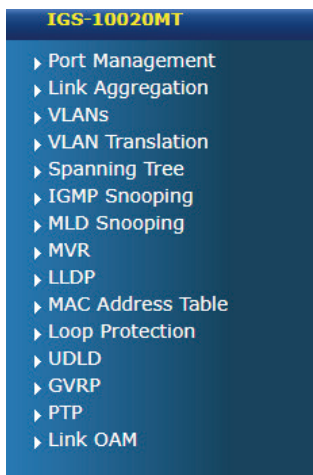 IGS-10020MT
Port Management
Link Aggregation
VLANs
VLAN Translation
Spanning Tree
IGMP Snooping
MLD Snooping
MVR
LLDP
MAC Address Table
Loop Protection
UDLD
GVRP
PTP
Link OAM